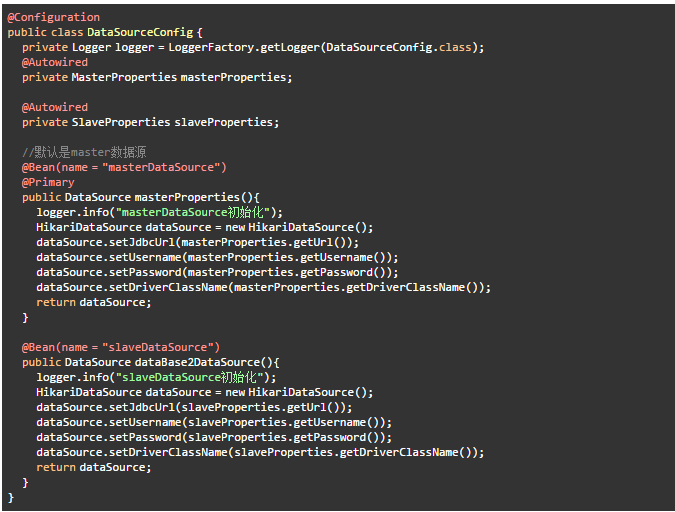 @Configuration
public class DataSourceConfig {
private Logger logger = LoggerFactory.getLogger(DataSourceConfig.class);
@Autowired
private MasterProperties masterProperties;
@Autowired
private SlaveProperties slaveProperties;
//默认是master数据源
@Bean(name = "masterDataSource")
@Primary
public DataSource masterProperties(){
logger.info("masterDataSource初始化");
HikariDataSource dataSource = new HikariDataSource();
dataSource.setJdbcUrl(masterProperties.getUrl());
dataSource.setUsername(masterProperties.getUsername());
dataSource.setPassword(masterProperties.getPassword());
dataSource.setDriverClassName(masterProperties.getDriverClassName());
return dataSource;
}
@Bean(name = "slaveDataSource")
public DataSource dataBase2DataSource(){
logger.info("slaveDataSource初始化");
HikariDataSource dataSource = new HikariDataSource();
dataSource.setJdbcUrl(slaveProperties.getUrl());
dataSource.setUsername(slaveProperties.getUsername());
dataSource.setPassword(slaveProperties.getPassword());
dataSource.setDriverClassName(slaveProperties.getDriverClassName());
return dataSource;
}
}